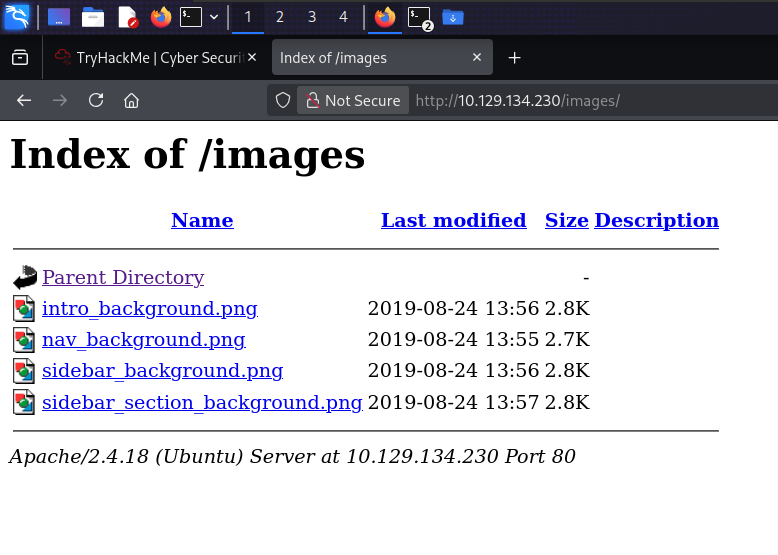 1 2 3 4 2
TryHackMe | Cyber Securi
Index of /images
Not Secure http://10.129.134.230/images/
Index of /images
Name Last modified Size Description
Parent Directory -
intro_background.png 2019-08-24 13:56 2.8K
nav_background.png 2019-08-24 13:55 2.7K
sidebar_background.png 2019-08-24 13:56 2.8K
sidebar_section_background.png 2019-08-24 13:57 2.8K
Apache/2.4.18 (Ubuntu) Server at 10.129.134.230 Port 80